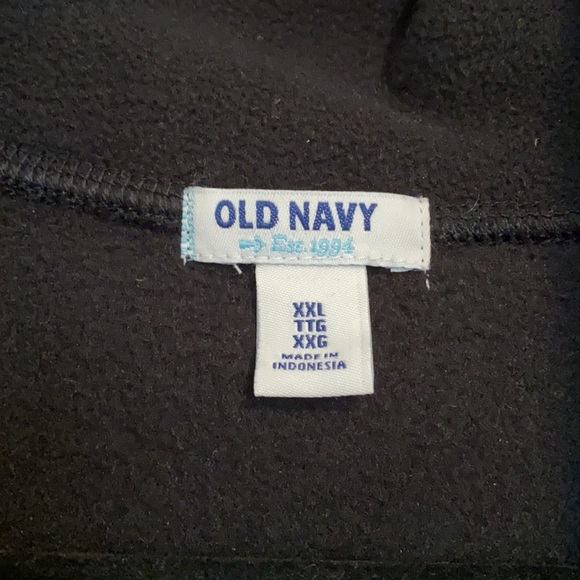 OLD NAVY
Est. 1994
XXL
TTG
XXG
MADE IN
INDONESIA